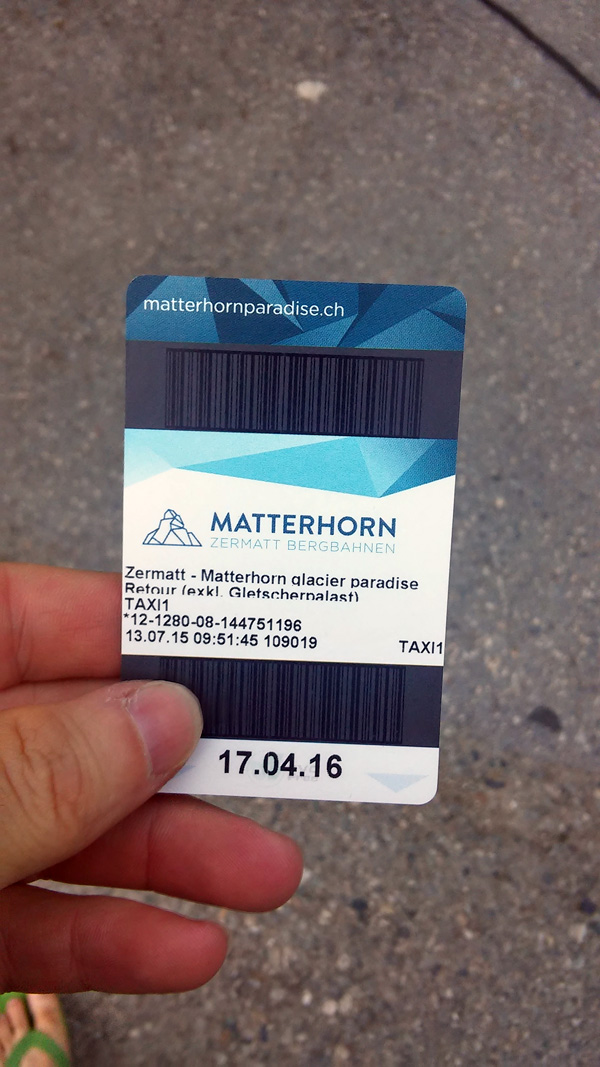 matterhornparadise.ch
MATTERHORN
ZERMATT BERGBAHNEN
Zermatt - Matterhorn glacier paradise
Retour (exkl. Gletscherpalast)
TAXI1
*12-1280-08-144751196
13.07.15 09:51:45 109019 TAXI1
17.04.16